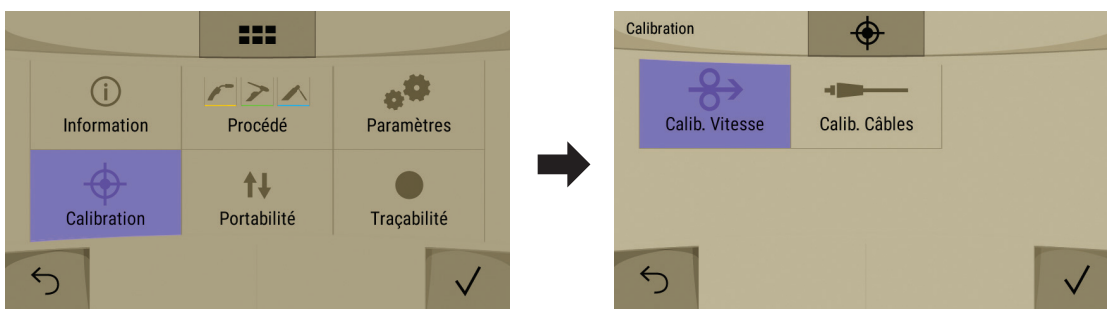 Information
Procédé
Paramètres
Calibration
Portabilité
Traçabilité
Calibration
Calib. Vitesse
Calib. Câbles